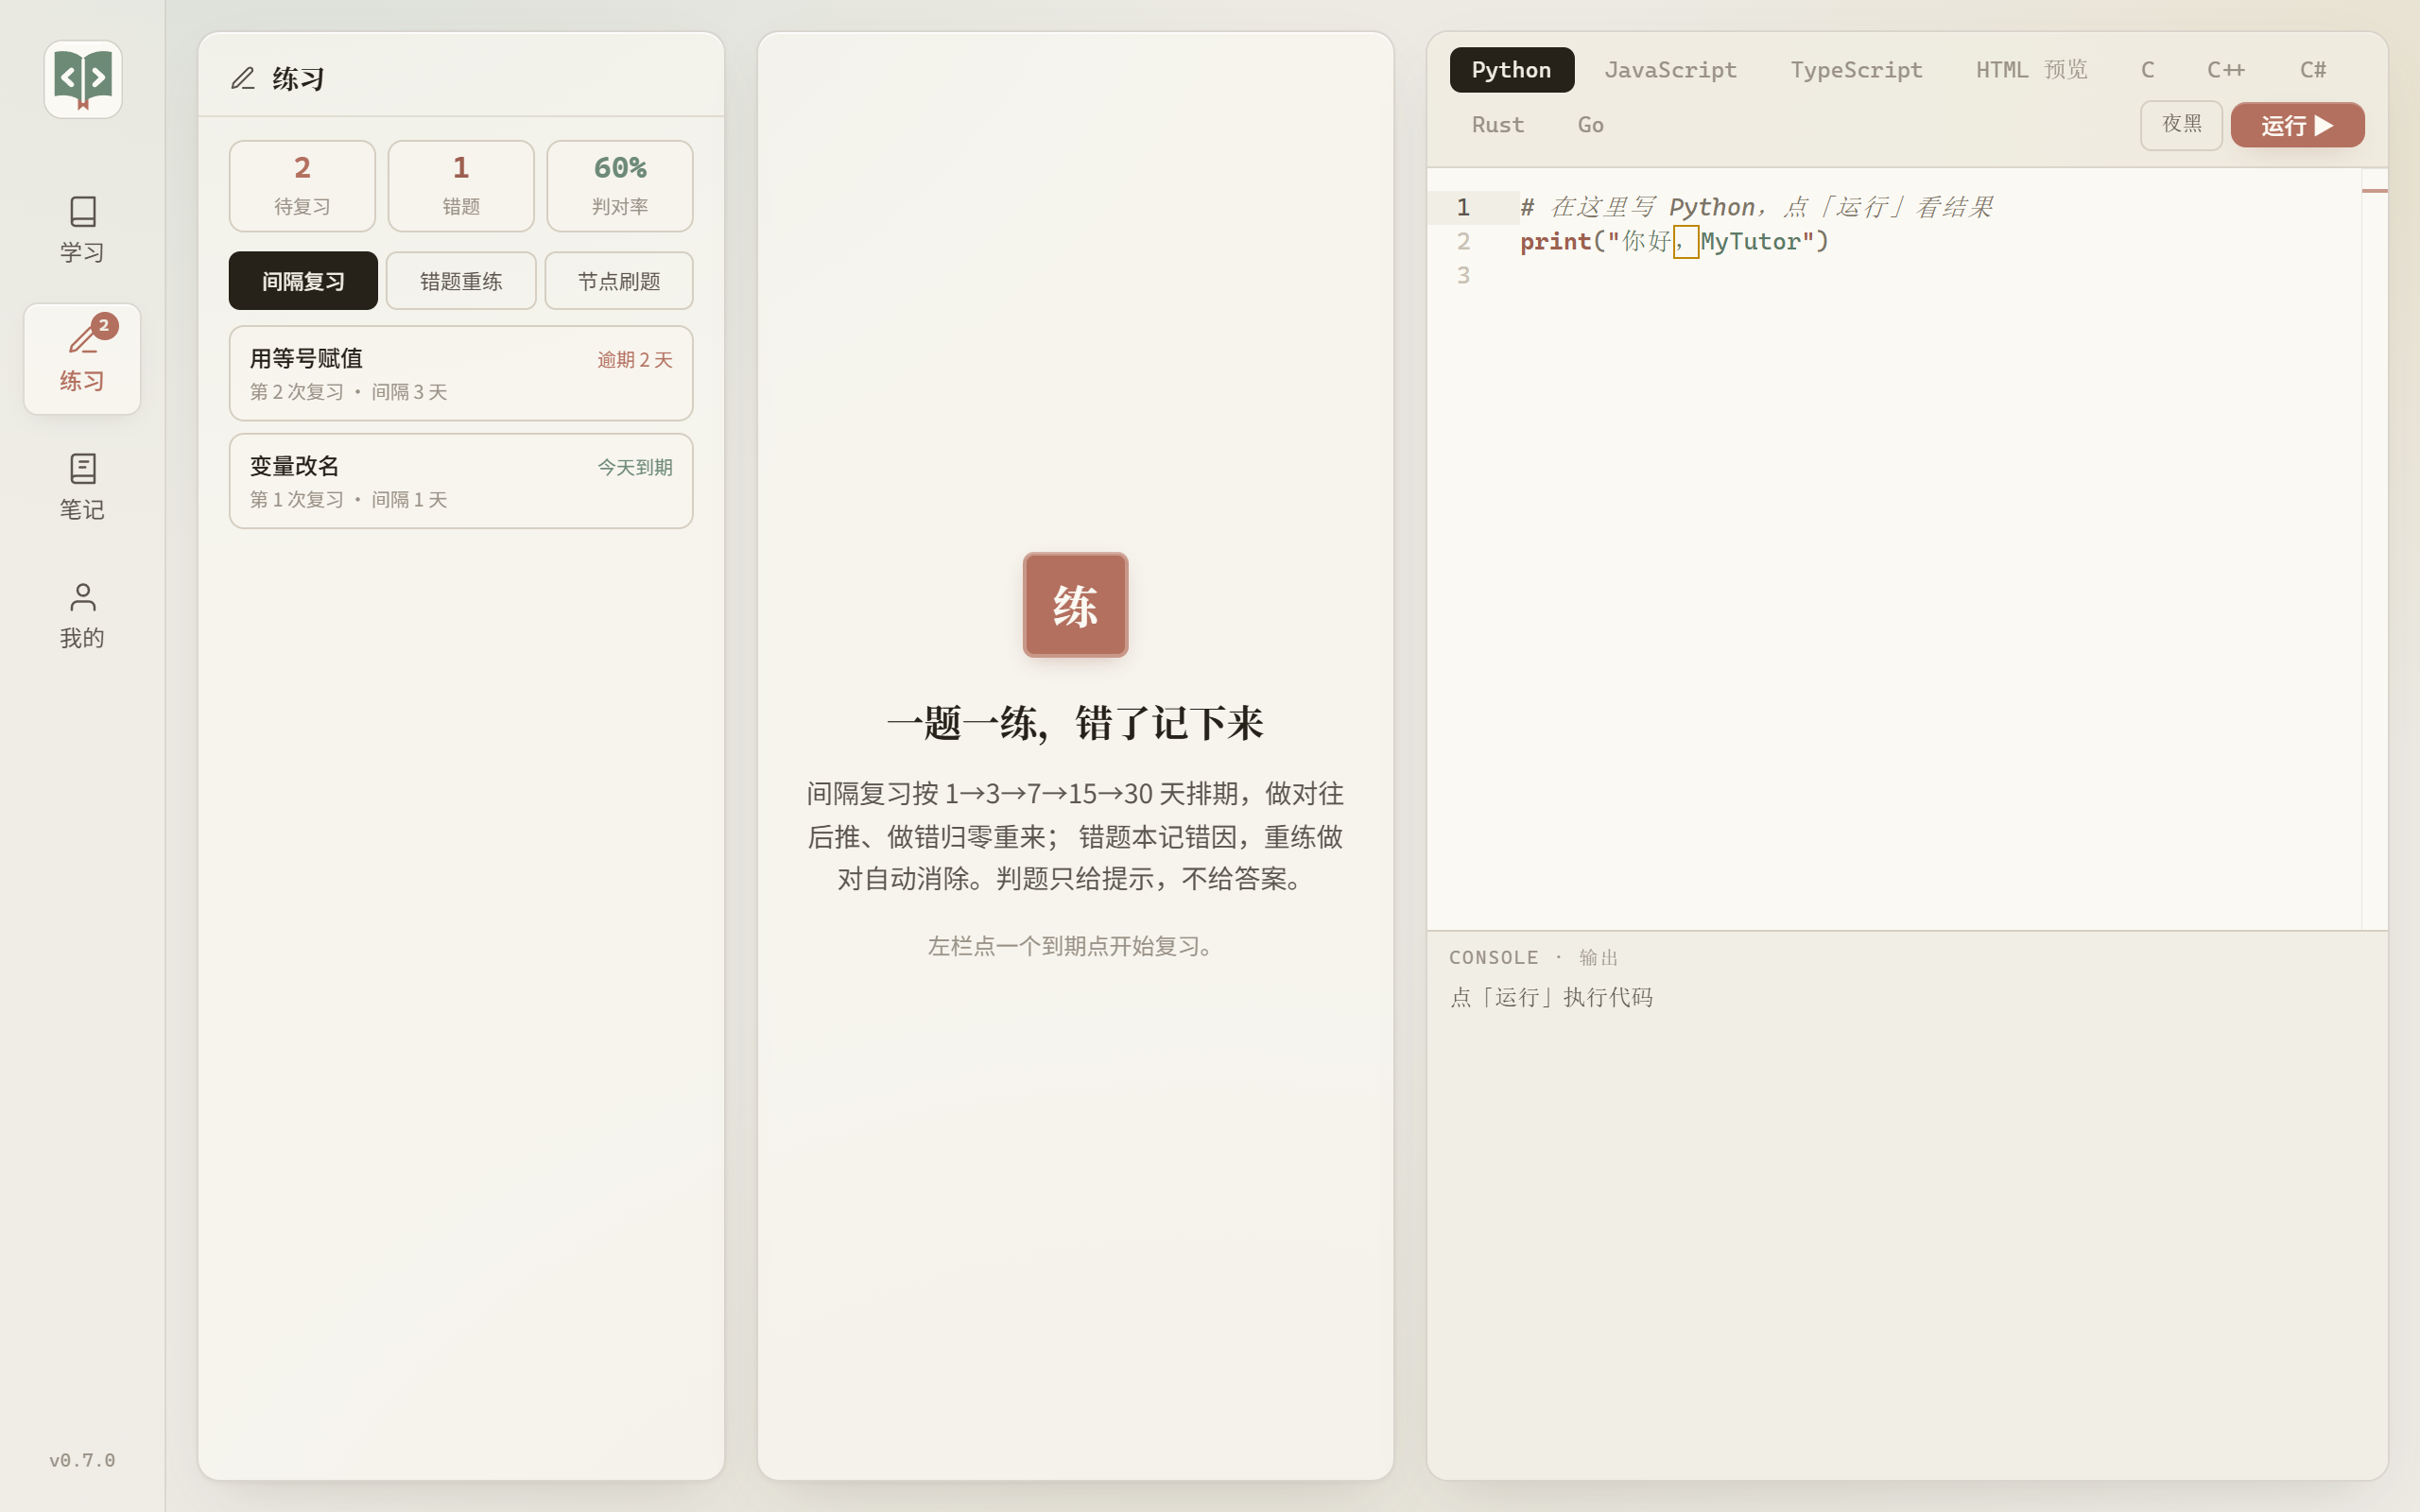 学习
2
练习
笔记
我的
v0.7.0
练习
2
待复习
1
错题
60%
判对率
间隔复习
错题重练
节点刷题
用等号赋值
逾期 2 天
第 2 次复习 · 间隔 3 天
变量改名
今天到期
第 1 次复习 · 间隔 1 天
练
一题一练，错了记下来
间隔复习按 1→3→7→15→30 天排期，做对往
后推、做错归零重来； 错题本记错因，重练做
对自动消除。判题只给提示，不给答案。
左栏点一个到期点开始复习。
Python JavaScript TypeScript HTML 预览 C C++ C#
Rust Go 夜黑 运行 ▶
1 # 在这里写 Python，点「运行」看结果
2 print("你好，MyTutor")
3
CONSOLE · 输出
点「运行」执行代码